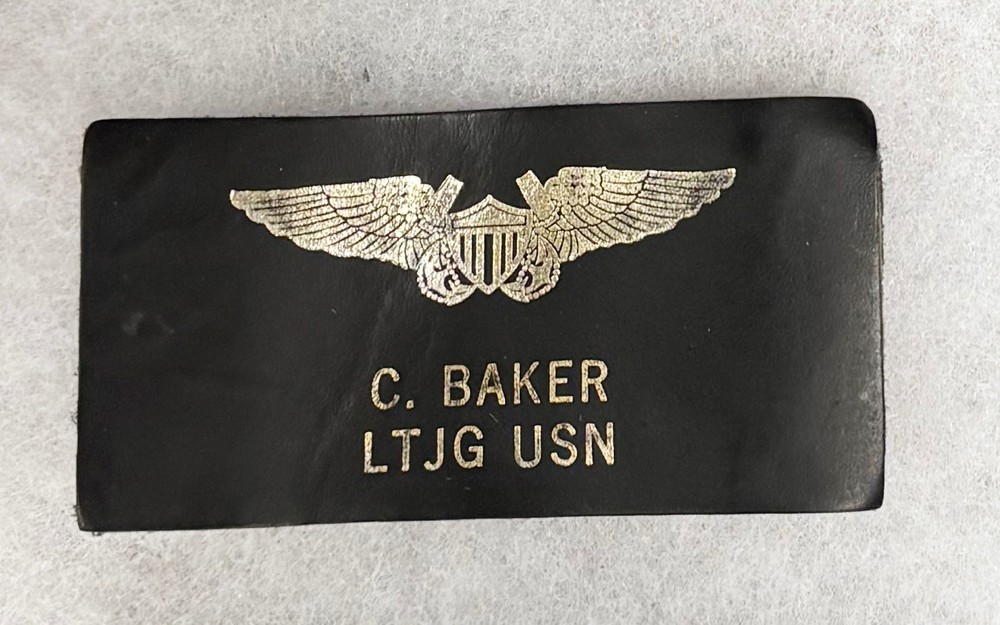 C. BAKER
LTJG USN